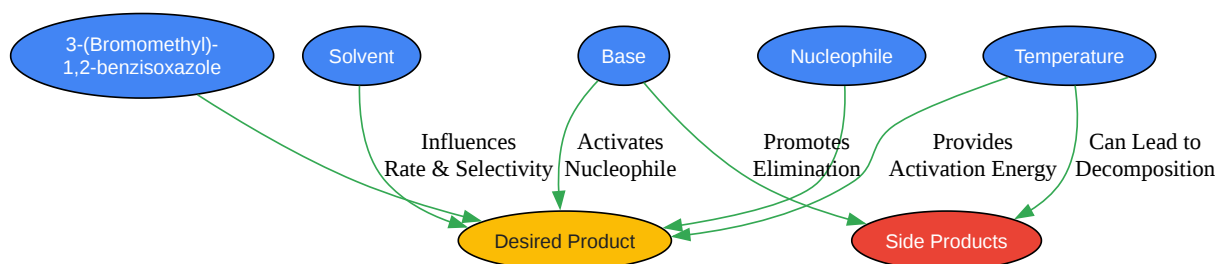 3-(Bromomethyl)-
1,2-benzisoxazole
Solvent
Base
Nucleophile
Temperature
Influences
Rate & Selectivity
Activates
Nucleophile
Promotes
Elimination
Provides
Activation Energy
Can Lead to
Decomposition
Desired Product
Side Products